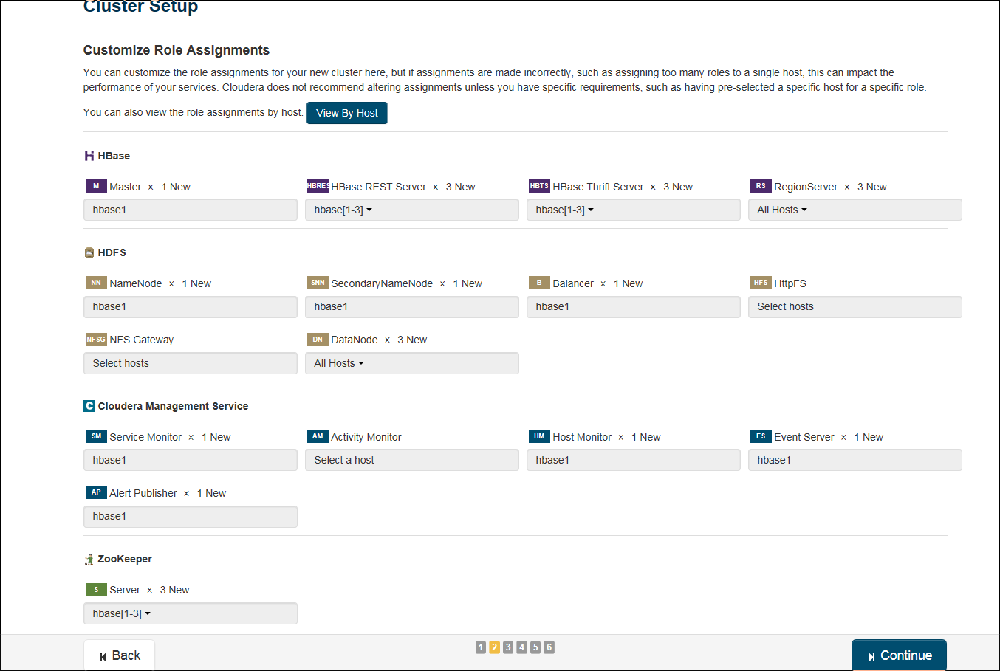 Cluster Setup
Customize Role Assignments
You can customize the role assignments for your new cluster here, but if assignments are made incorrectly, such as assigning too many roles to a single host, this can impact the
performance of your services. Cloudera does not recommend altering assignments unless you have specific requirements, such as having pre-selected a specific host for a specific role.
You can also view the role assignments by host. View By Host
HBase
M Master × 1 New HBRES HBase REST Server × 3 New HBTS HBase Thrift Server × 3 New RS RegionServer × 3 New
hbase1 hbase[1-3] hbase[1-3] All Hosts
HDFS
NN NameNode × 1 New SNN SecondaryNameNode × 1 New B Balancer × 1 New HFS HttpFS
hbase1 hbase1 hbase1 Select hosts
NFSG NFS Gateway DN DataNode × 3 New
Select hosts All Hosts
C Cloudera Management Service
SM Service Monitor × 1 New AM Activity Monitor HM Host Monitor × 1 New ES Event Server × 1 New
hbase1 Select a host hbase1 hbase1
AP Alert Publisher × 1 New
hbase1
ZooKeeper
S Server × 3 New
hbase[1-3]
Back 1 2 3 4 5 6 Continue